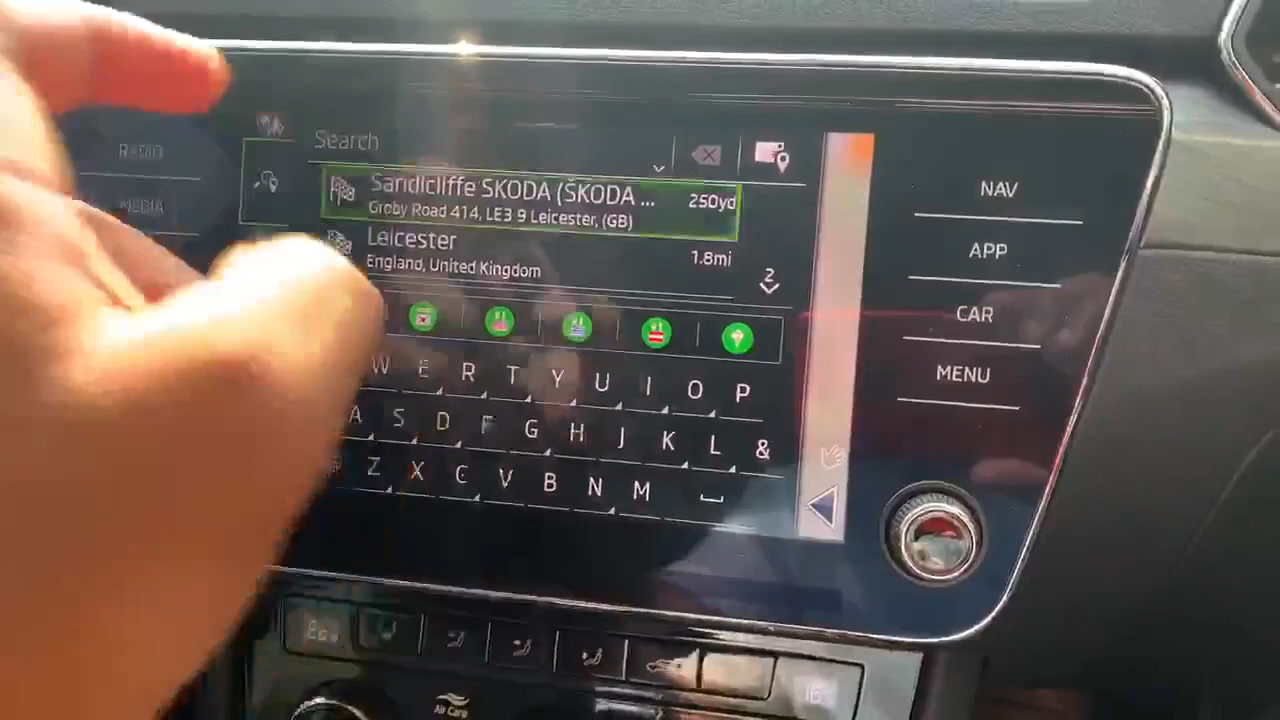 RADIO
MEDIA
Search
Sandicliffe SKODA (ŠKODA ...
250yd
Groby Road 414, LE3 9 Leicester, (GB)
Leicester
1.8mi
England, United Kingdom
2
W E R T Y U I O P
A S D F G H J K L &
Z X C V B N M
NAV
APP
CAR
MENU
Air Care